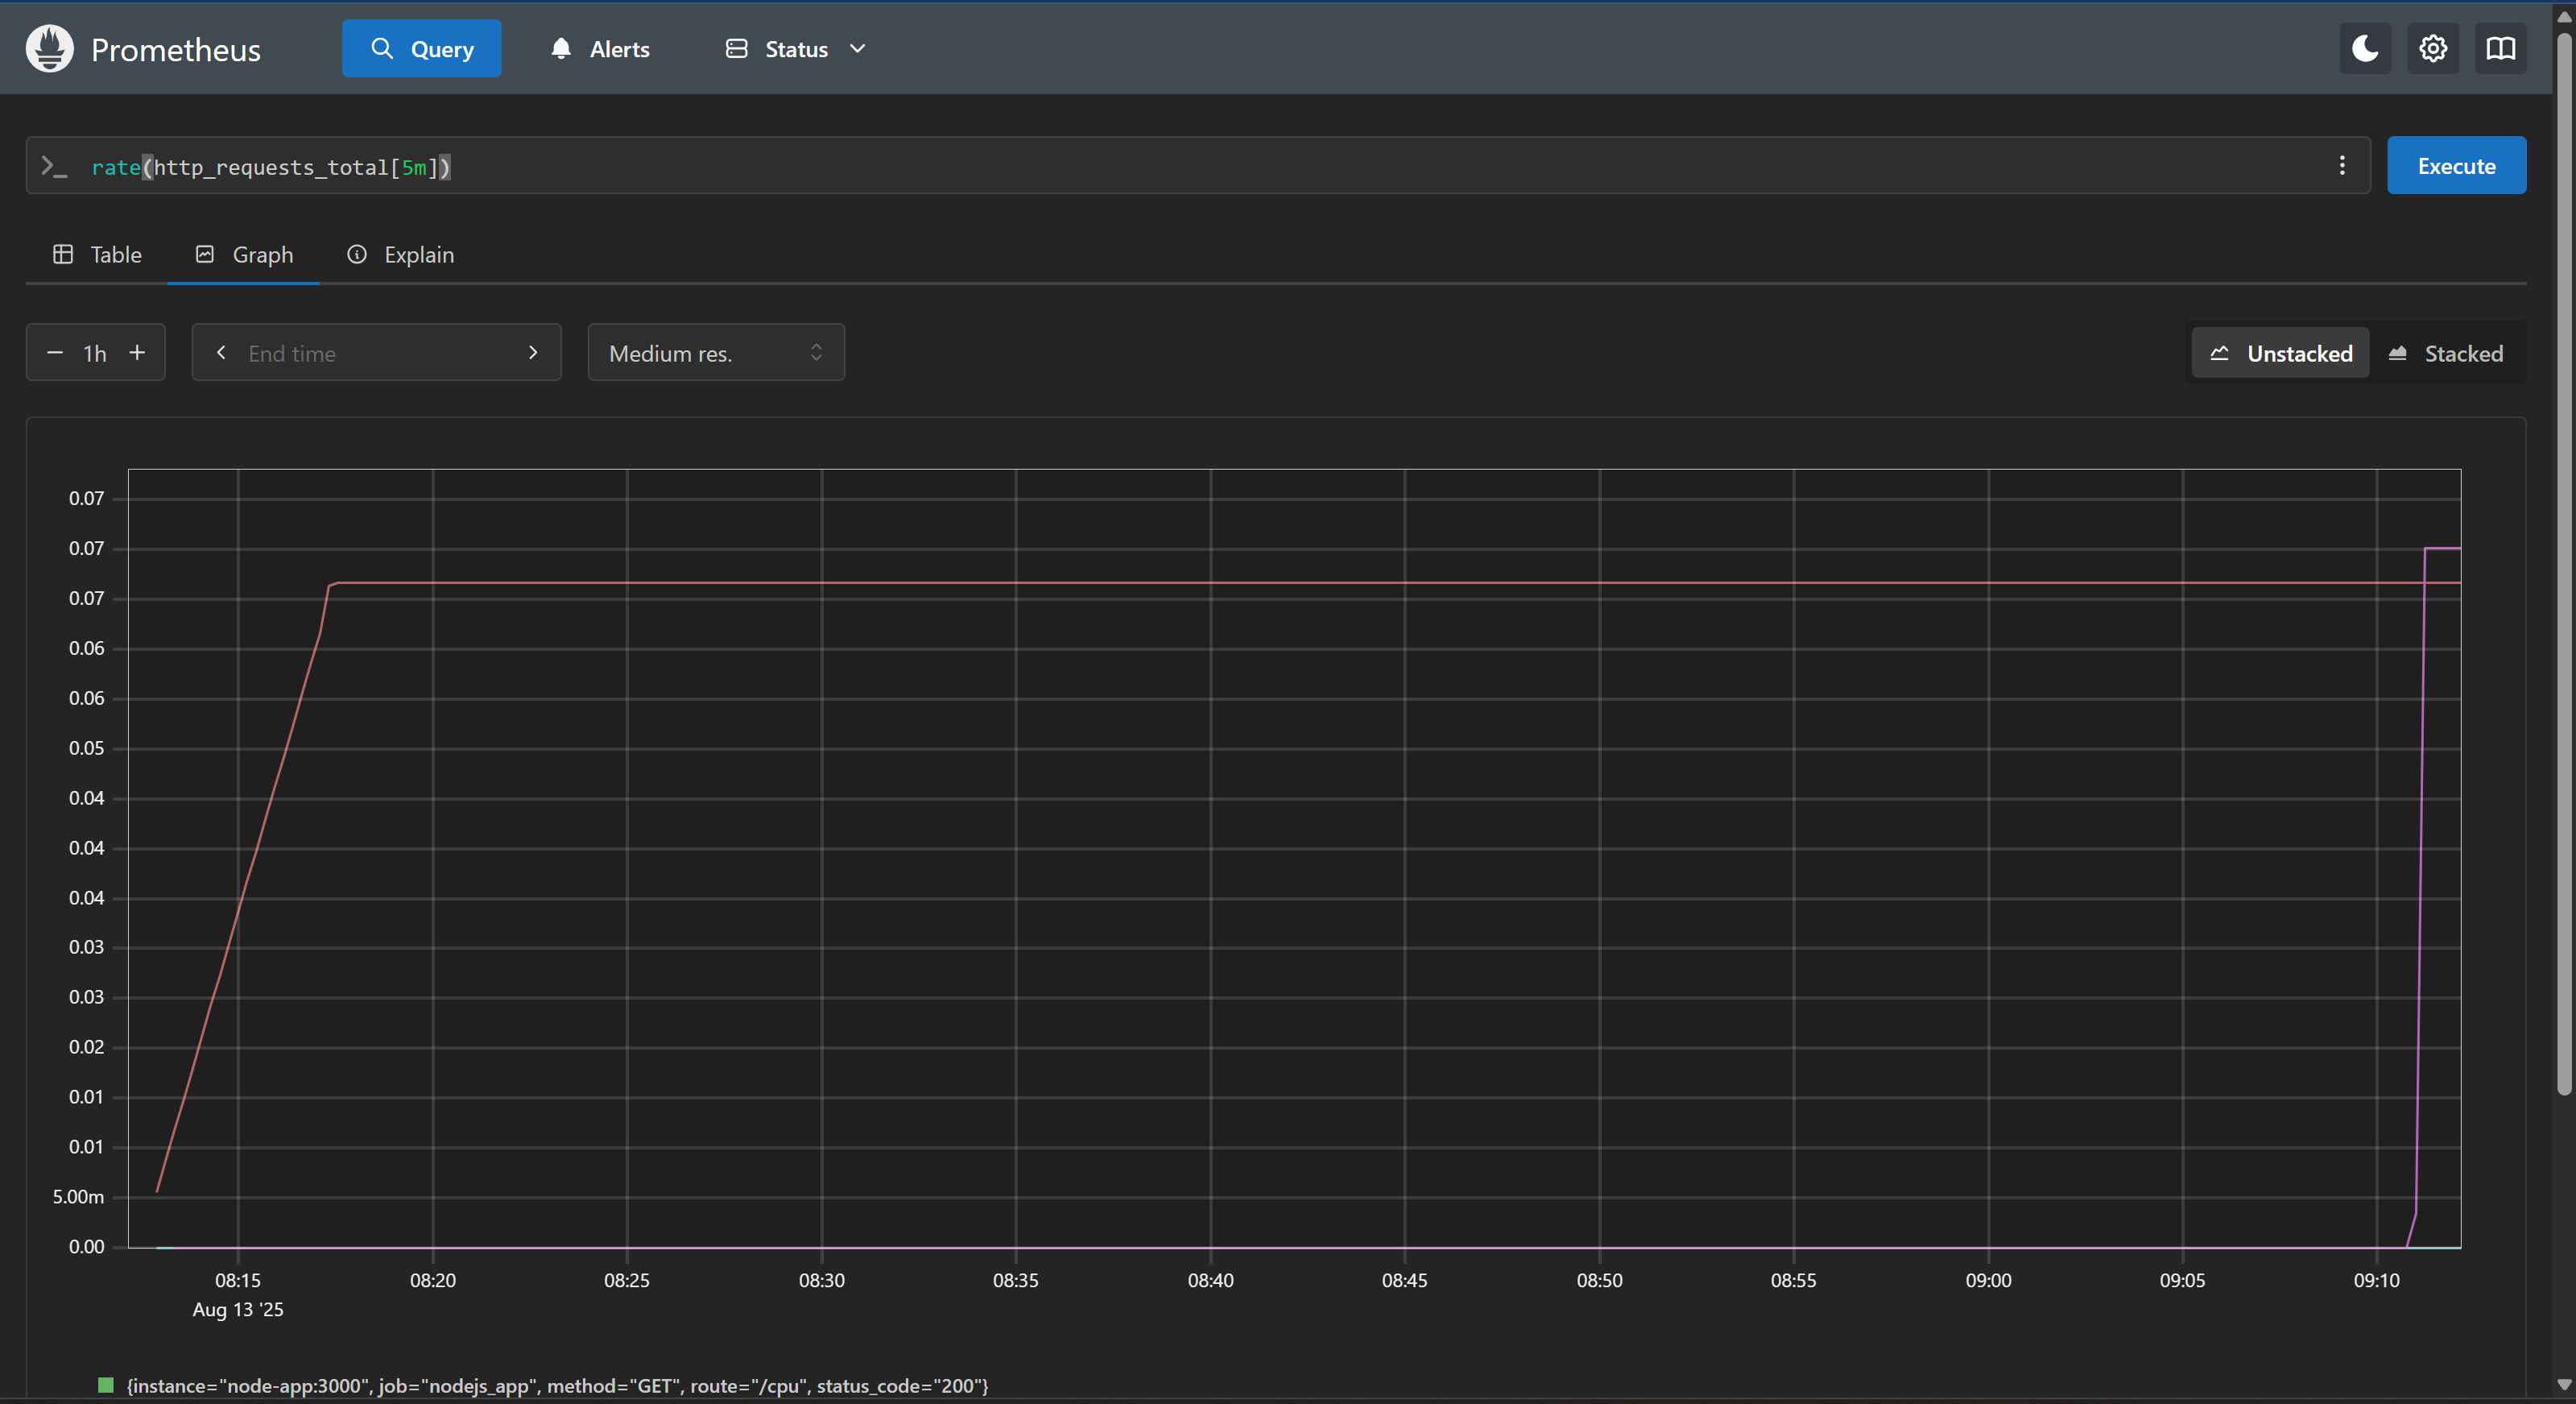 Prometheus Query Alerts Status
rate(http_requests_total[5m]) Execute
Table Graph Explain
1h End time Medium res. Unstacked Stacked
0.07
0.07
0.07
0.06
0.06
0.05
0.04
0.04
0.04
0.03
0.03
0.02
0.01
0.01
5.00m
0.00
08:15 08:20 08:25 08:30 08:35 08:40 08:45 08:50 08:55 09:00 09:05 09:10
Aug 13 '25
{instance="node-app:3000", job="nodejs_app", method="GET", route="/cpu", status_code="200"}